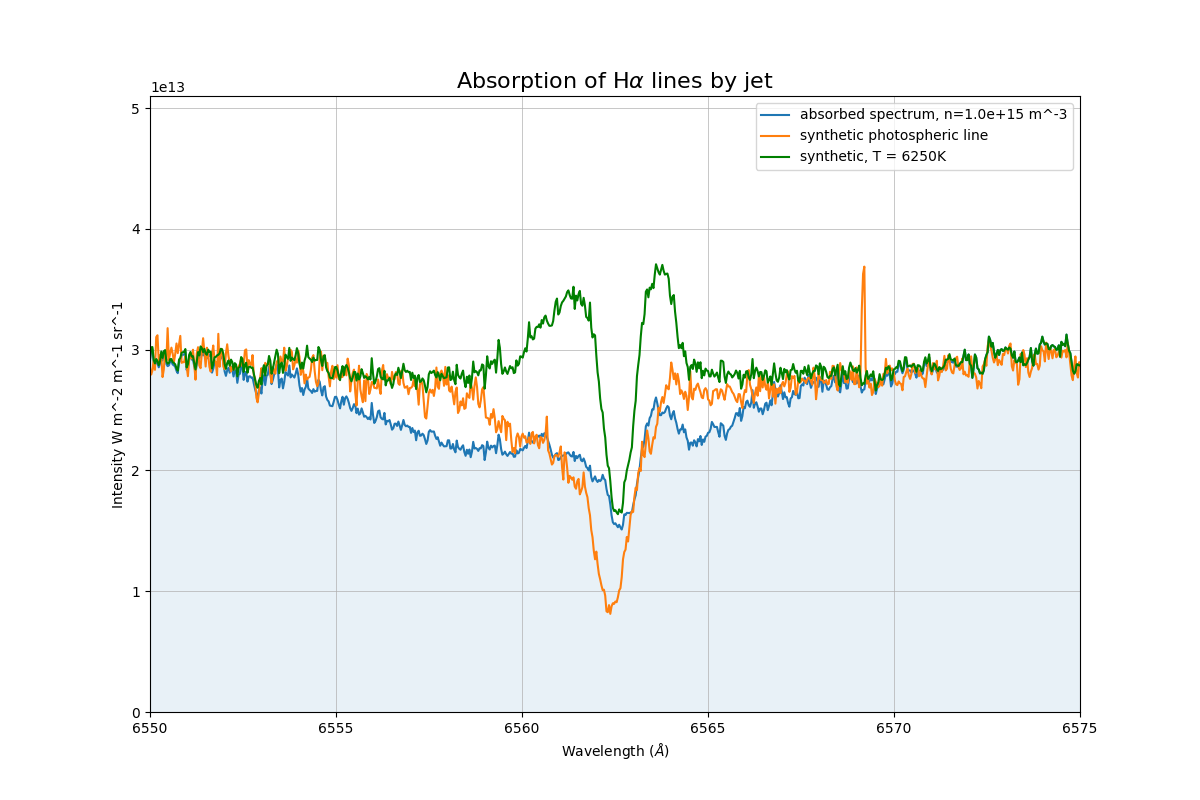 Absorption of Hα lines by jet
1e13
absorbed spectrum, n=1.0e+15 m^-3
synthetic photospheric line
synthetic, T = 6250K
5
4
3
2
1
0
Intensity W m^-2 m^-1 sr^-1
6550 6555 6560 6565 6570 6575
Wavelength (Å)